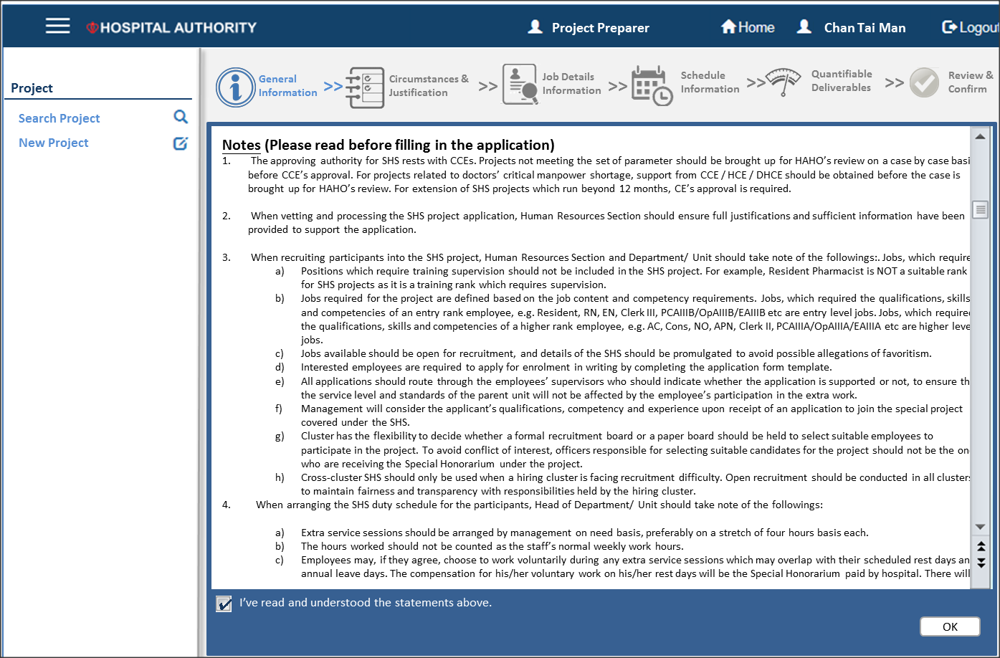 HOSPITAL AUTHORITY
Project Preparer
Home
Chan Tai Man
Logout
Project
Search Project
New Project
General
Information
>>
Circumstances &
Justification
>>
Job Details
Information
>>
Schedule
Information
>>
Quantifiable
Deliverables
>>
Review &
Confirm
Notes (Please read before filling in the application)
1. The approving authority for SHS rests with CCEs. Projects not meeting the set of parameter should be brought up for HAHO's review on a case by case basi
before CCE's approval. For projects related to doctors' critical manpower shortage, support from CCE / HCE / DHCE should be obtained before the case is
brought up for HAHO's review. For extension of SHS projects which run beyond 12 months, CE's approval is required.
2. When vetting and processing the SHS project application, Human Resources Section should ensure full justifications and sufficient information have been
provided to support the application.
3. When recruiting participants into the SHS project, Human Resources Section and Department/ Unit should take note of the followings:. Jobs, which require
a) Positions which require training supervision should not be included in the SHS project. For example, Resident Pharmacist is NOT a suitable rank
for SHS projects as it is a training rank which requires supervision.
b) Jobs required for the project are defined based on the job content and competency requirements. Jobs, which required the qualifications, skills
and competencies of an entry rank employee, e.g. Resident, RN, EN, Clerk III, PCAIIIB/OpAIIIB/EAIIIB etc are entry level jobs. Jobs, which require
the qualifications, skills and competencies of a higher rank employee, e.g. AC, Cons, NO, APN, Clerk II, PCAIIIA/OpAIIIA/EAIIIA etc are higher leve
jobs.
c) Jobs available should be open for recruitment, and details of the SHS should be promulgated to avoid possible allegations of favoritism.
d) Interested employees are required to apply for enrolment in writing by completing the application form template.
e) All applications should route through the employees' supervisors who should indicate whether the application is supported or not, to ensure th
the service level and standards of the parent unit will not be affected by the employee's participation in the extra work.
f) Management will consider the applicant's qualifications, competency and experience upon receipt of an application to join the special project
covered under the SHS.
g) Cluster has the flexibility to decide whether a formal recruitment board or a paper board should be held to select suitable employees to
participate in the project. To avoid conflict of interest, officers responsible for selecting suitable candidates for the project should not be the on
who are receiving the Special Honorarium under the project.
h) Cross-cluster SHS should only be used when a hiring cluster is facing recruitment difficulty. Open recruitment should be conducted in all clusters
to maintain fairness and transparency with responsibilities held by the hiring cluster.
4. When arranging the SHS duty schedule for the participants, Head of Department/ Unit should take note of the followings:
a) Extra service sessions should be arranged by management on need basis, preferably on a stretch of four hours basis each.
b) The hours worked should not be counted as the staff's normal weekly work hours.
c) Employees may, if they agree, choose to work voluntarily during any extra service sessions which may overlap with their scheduled rest days an
annual leave days. The compensation for his/her voluntary work on his/her rest days will be the Special Honorarium paid by hospital. There will
I've read and understood the statements above.
OK